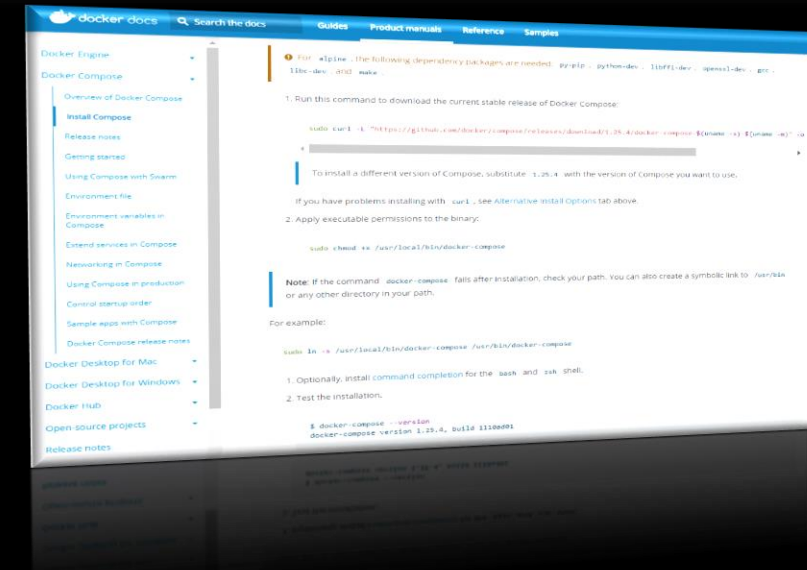 docker docs
Search the docs
Guides
Product manuals
Reference
Samples
Docker Engine
Docker Compose
Overview of Docker Compose
Install Compose
Release notes
Getting started
Using Compose with Swarm
Environment file
Environment variables in
Compose
Extend services in Compose
Networking in Compose
Using Compose in production
Control startup order
Sample apps with Compose
Docker Compose release notes
Docker Desktop for Mac
Docker Desktop for Windows
Docker Hub
Open-source projects
Release notes
For alpine , the following dependency packages are needed: py-pip , python-dev , libffi-dev , openssl-dev , gcc ,
libc-dev , and make .
1. Run this command to download the current stable release of Docker Compose:
sudo curl -L "https://github.com/docker/compose/releases/download/1.25.4/docker-compose-$(uname -s)-$(uname -m)" -o
To install a different version of Compose, substitute 1.25.4 with the version of Compose you want to use.
If you have problems installing with curl , see Alternative Install Options tab above.
2. Apply executable permissions to the binary:
sudo chmod +x /usr/local/bin/docker-compose
Note: If the command docker-compose fails after installation, check your path. You can also create a symbolic link to /usr/bin
or any other directory in your path.
For example:
sudo ln -s /usr/local/bin/docker-compose /usr/bin/docker-compose
1. Optionally, install command completion for the bash and zsh shell.
2. Test the installation.
$ docker-compose --version
docker-compose version 1.25.4, build 1110ad01